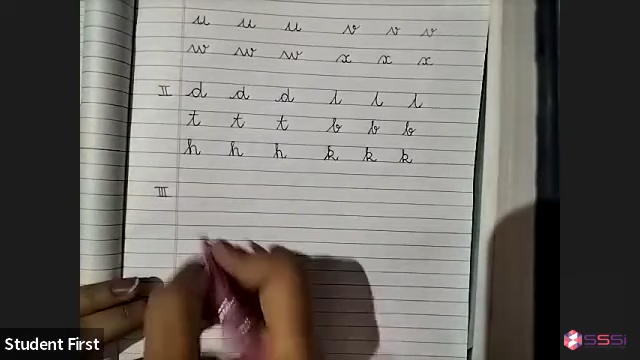 u u u v v v
w w w x x x
II d d d l l l
t t t b b b
h h h k k k
III
Student First
SSSi